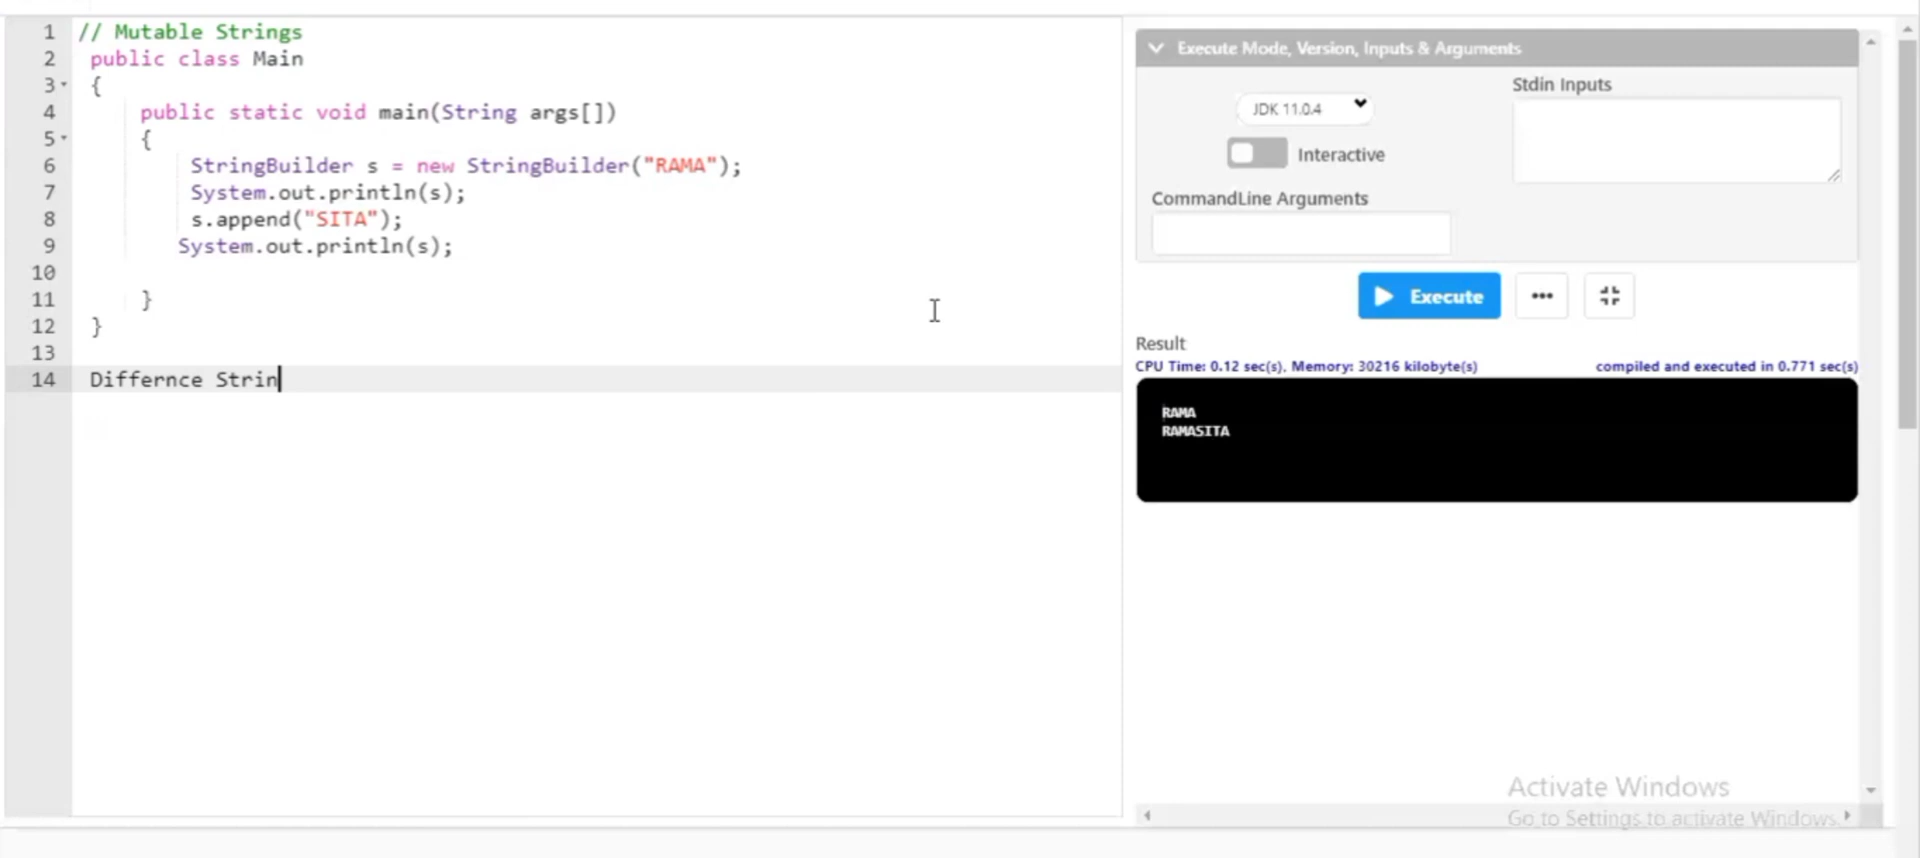 1 // Mutable Strings
2 public class Main
3 {
4 public static void main(String args[])
5 {
6 StringBuilder s = new StringBuilder("RAMA");
7 System.out.println(s);
8 s.append("SITA");
9 System.out.println(s);
10
11 }
12 }
13
14 Differnce Strin
Execute Mode, Version, Inputs & Arguments
JDK 11.0.4
Interactive
Stdin Inputs
CommandLine Arguments
Execute
Result
CPU Time: 0.12 sec(s), Memory: 30216 kilobyte(s)
compiled and executed in 0.771 sec(s)
RAMA
RAMASITA
Activate Windows
Go to Settings to activate Windows.